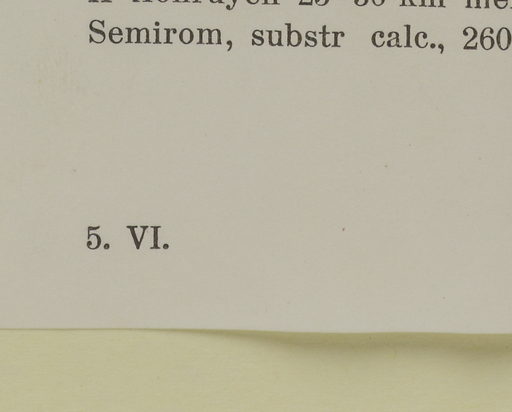 Semirom, substr calc., 260
5. VI.